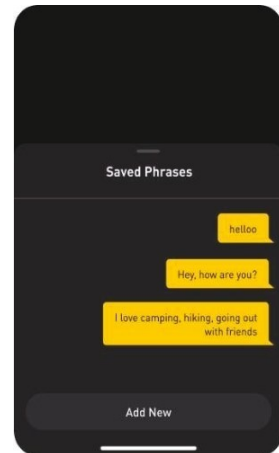 Saved Phrases
helloo
Hey, how are you?
I love camping, hiking, going out
with friends
Add New